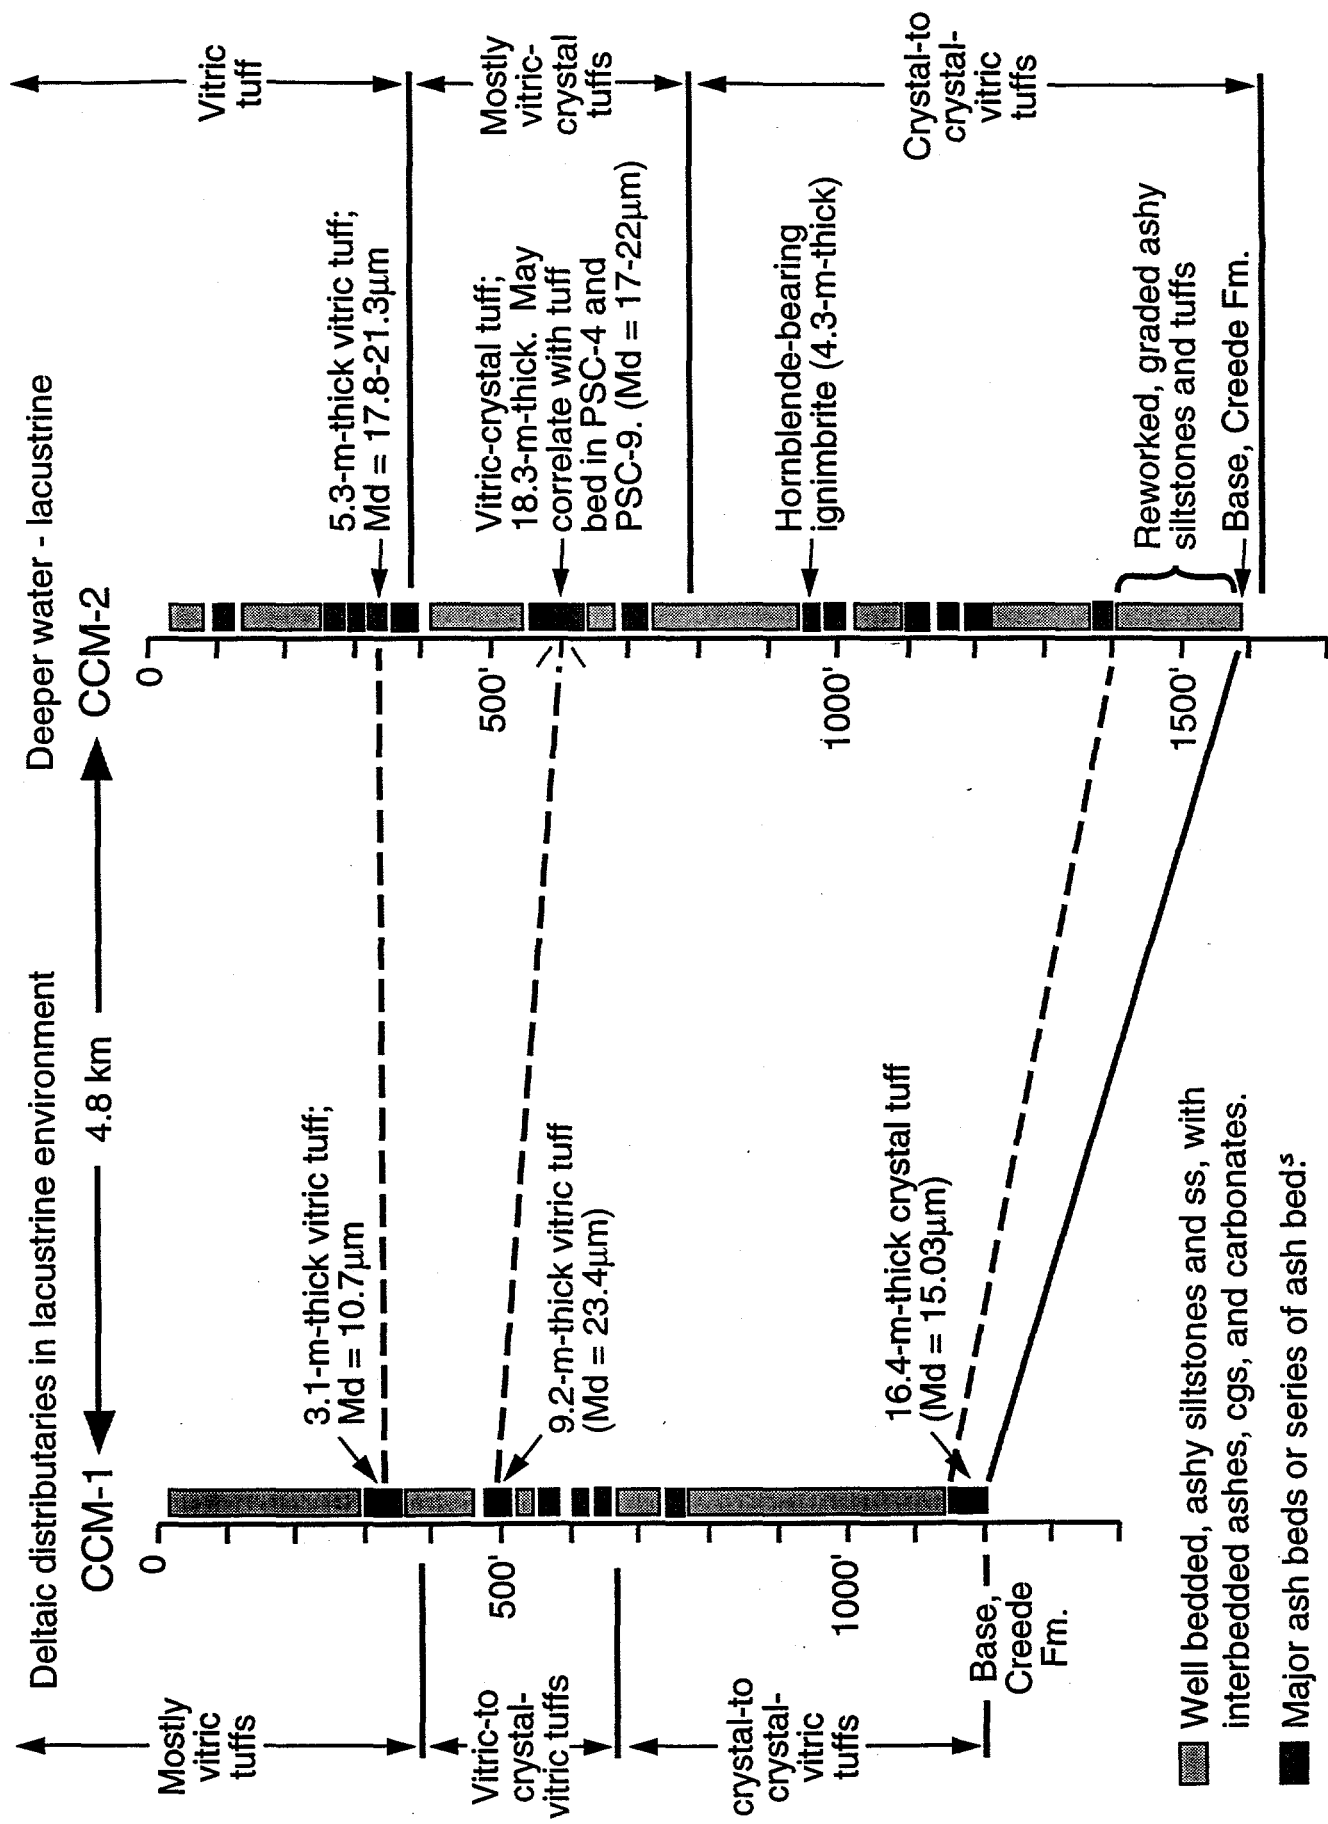 Deltaic distributaries in lacustrine environment
Deeper water - lacustrine
CCM-1
4.8 km
CCM-2
Mostly
vitric
tuffs
Vitric-to
crystal-
vitric tuffs
crystal-to
crystal-
vitric
tuffs
0
500'
1000'
Base,
Creede
Fm.
3.1-m-thick vitric tuff;
Md = 10.7µm
9.2-m-thick vitric tuff
(Md = 23.4µm)
16.4-m-thick crystal tuff
(Md = 15.03µm)
0
500'
1000'
1500'
5.3-m-thick vitric tuff;
Md = 17.8-21.3µm
Vitric-crystal tuff;
18.3-m-thick. May
correlate with tuff
bed in PSC-4 and
PSC-9. (Md = 17-22µm)
Hornblende-bearing
ignimbrite (4.3-m-thick)
Reworked, graded ashy
siltstones and tuffs
Base, Creede Fm.
Vitric
tuff
Mostly
vitric-
crystal
tuffs
Crystal-to
crystal-
vitric
tuffs
Well bedded, ashy siltstones and ss, with
interbedded ashes, cgs, and carbonates.
Major ash beds or series of ash beds.